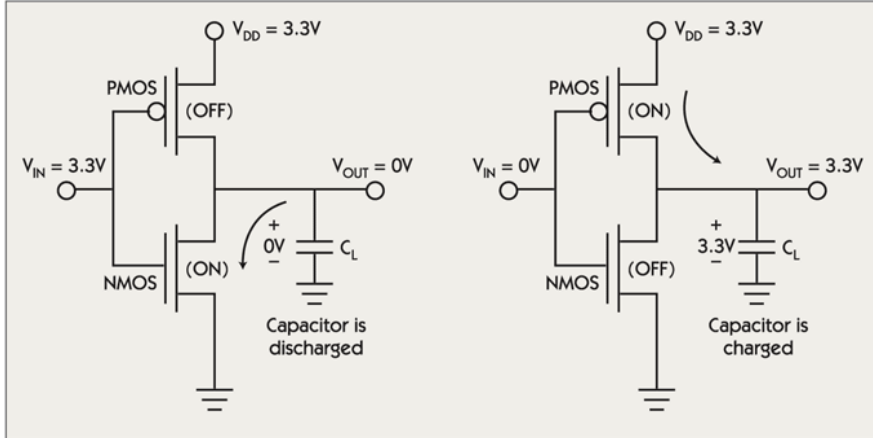 V_DD = 3.3V
PMOS
(OFF)
V_IN = 3.3V
V_OUT = 0V
+
0V
−
C_L
(ON)
NMOS
Capacitor is
discharged
V_DD = 3.3V
PMOS
(ON)
V_IN = 0V
V_OUT = 3.3V
+
3.3V
−
C_L
(OFF)
NMOS
Capacitor is
charged